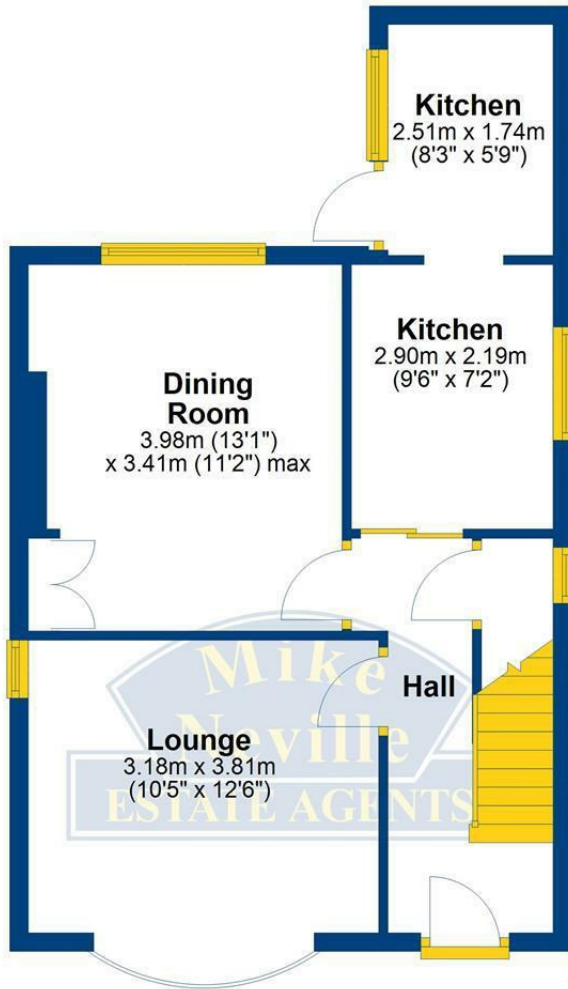 Kitchen
2.51m x 1.74m
(8'3" x 5'9")
Kitchen
2.90m x 2.19m
(9'6" x 7'2")
Dining
Room
3.98m (13'1")
x 3.41m (11'2") max
Hall
Lounge
3.18m x 3.81m
(10'5" x 12'6")
Mike
Neville
ESTATE AGENTS